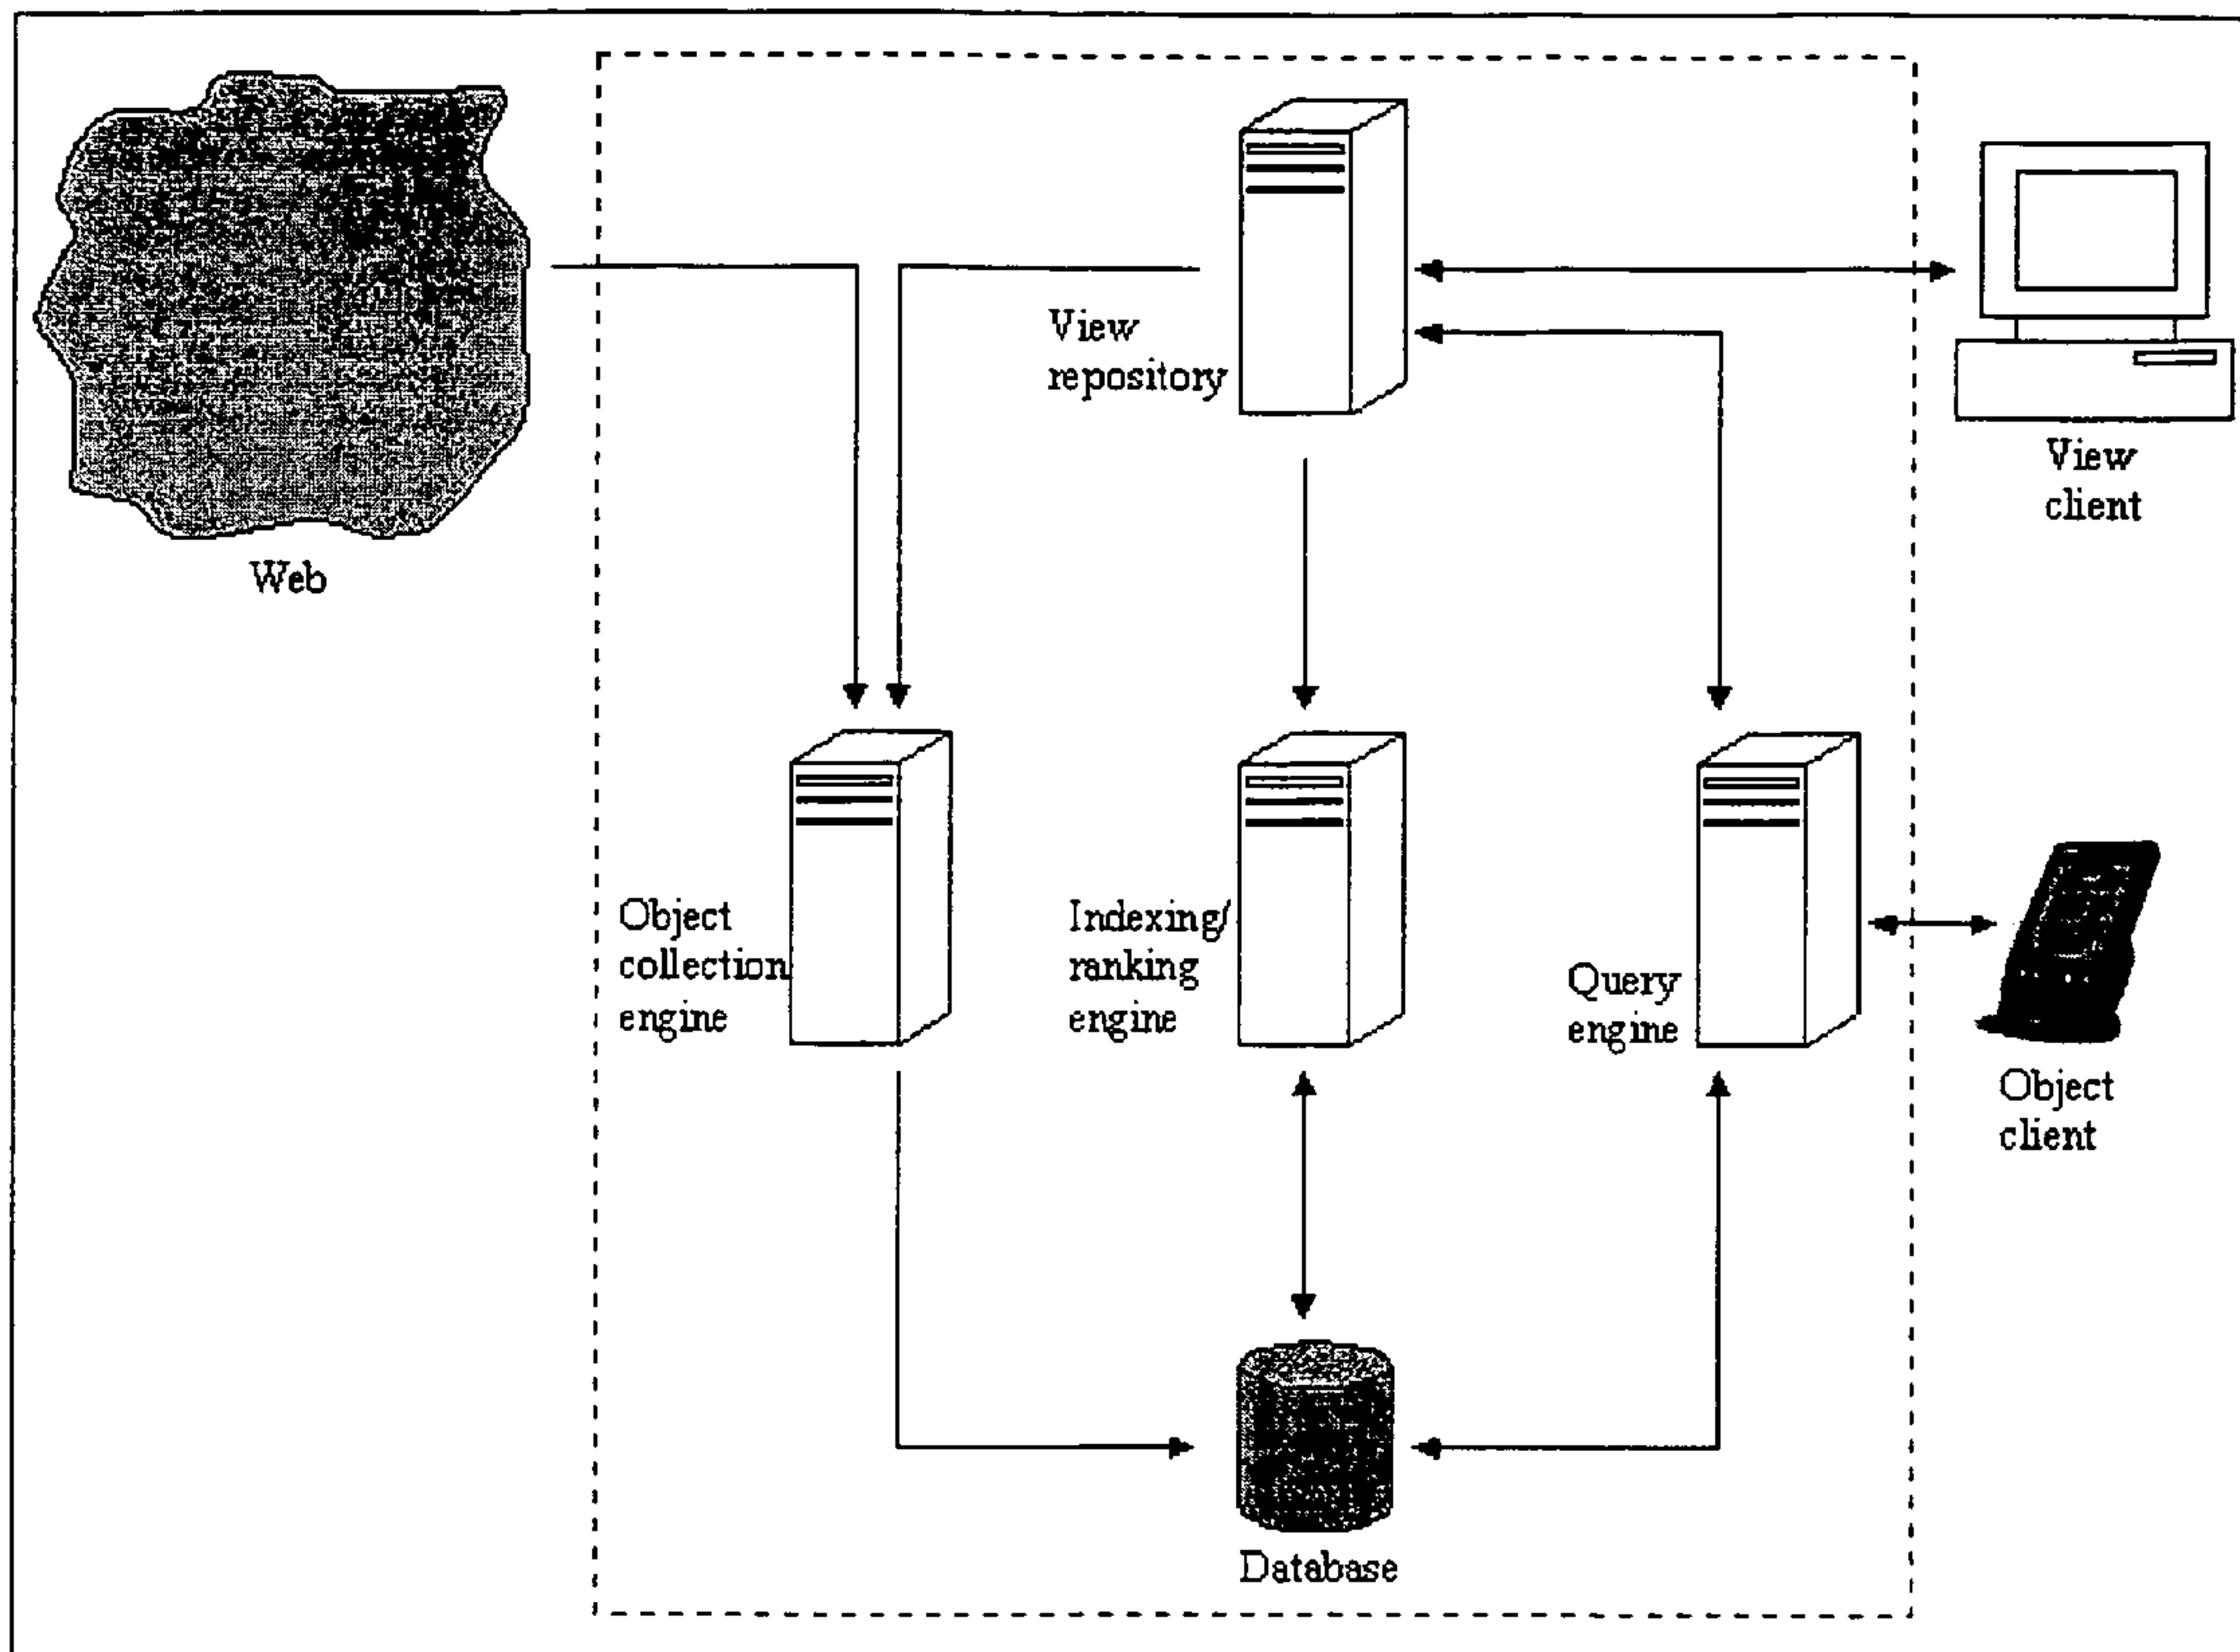 View
repository
View
client
Web
Object
collection
engine
Indexing/
ranking
engine
Query
engine
Object
client
Database